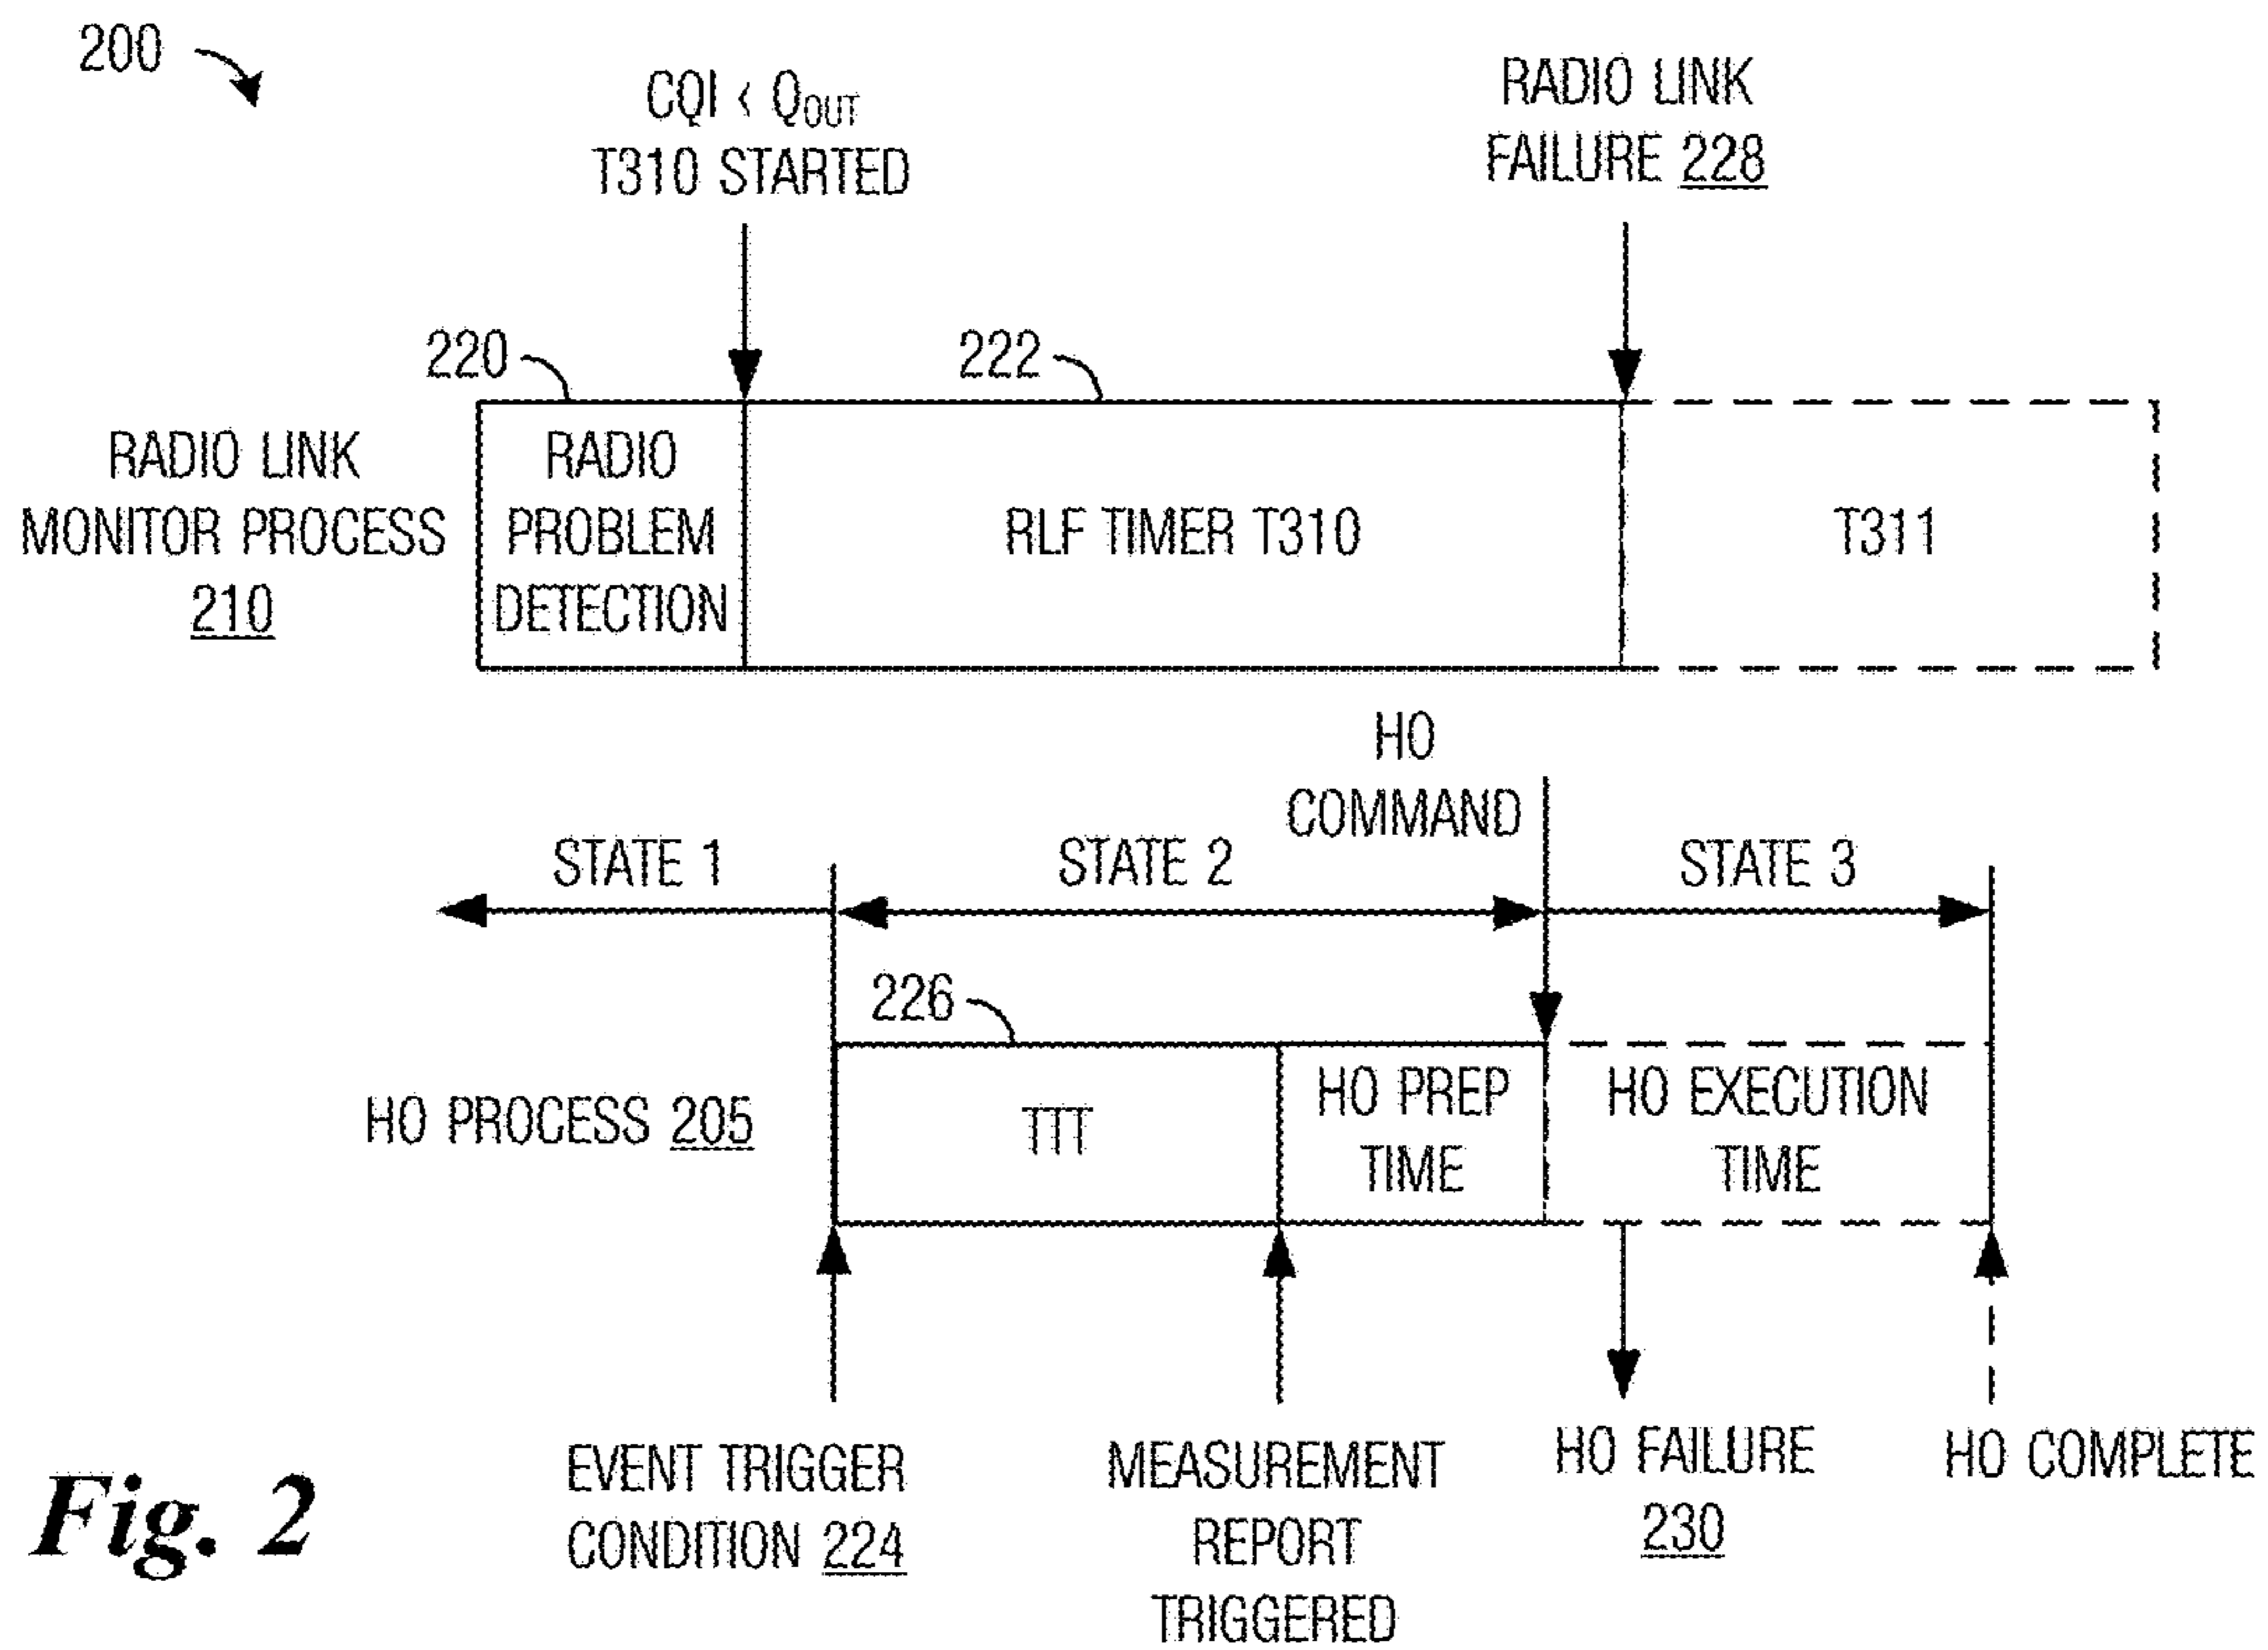 200
CQI < QOUT
T310 STARTED
RADIO LINK
FAILURE 228
220
222
RADIO LINK
MONITOR PROCESS
210
RADIO
PROBLEM
DETECTION
RLF TIMER T310
T311
HO
COMMAND
STATE 1
STATE 2
STATE 3
226
HO PROCESS 205
TTT
HO PREP
TIME
HO EXECUTION
TIME
EVENT TRIGGER
CONDITION 224
MEASUREMENT
REPORT
TRIGGERED
HO FAILURE
230
HO COMPLETE
Fig. 2